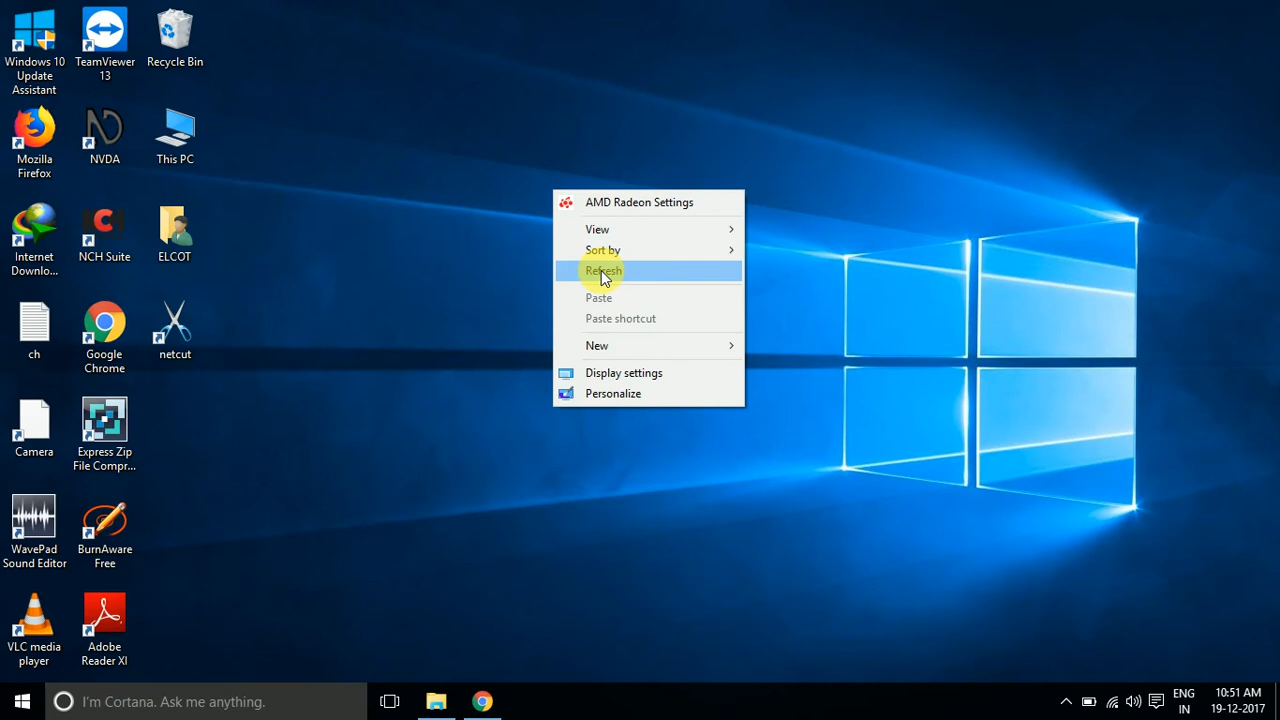 Windows 10
Update
Assistant
TeamViewer
13
Recycle Bin
Mozilla
Firefox
NVDA
This PC
Internet
Downlo...
NCH Suite
ELCOT
ch
Google
Chrome
netcut
Camera
Express Zip
File Compr...
WavePad
Sound Editor
BurnAware
Free
VLC media
player
Adobe
Reader XI
AMD Radeon Settings
View
Sort by
Refresh
Paste
Paste shortcut
New
Display settings
Personalize
I'm Cortana. Ask me anything.
ENG
IN
10:51 AM
19-12-2017